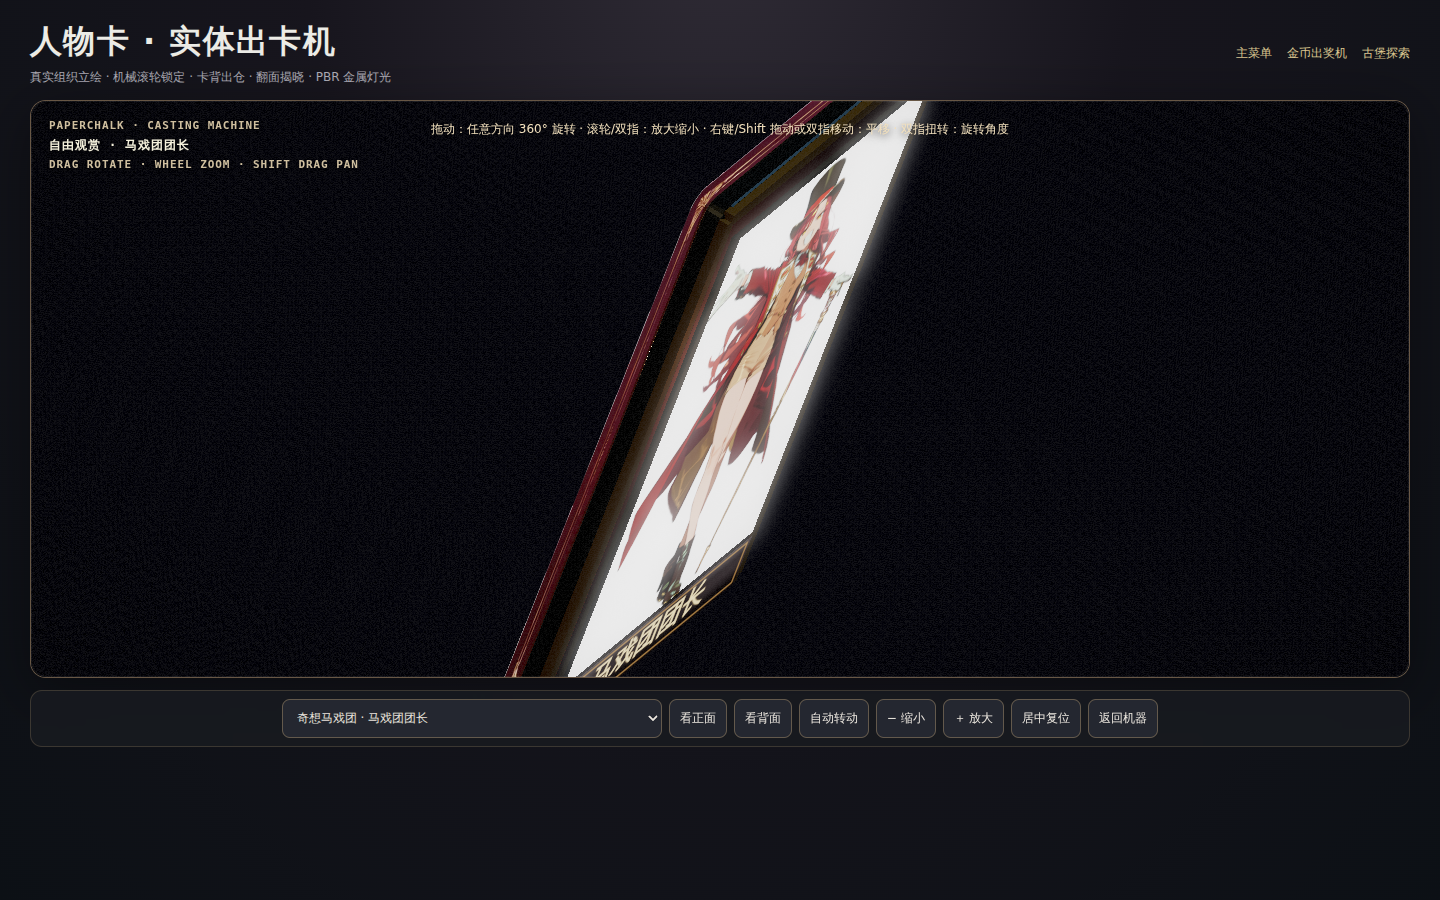 人物卡 · 实体出卡机
真实组织立绘 · 机械滚轮锁定 · 卡背出仓 · 翻面揭晓 · PBR 金属灯光
主菜单 金币出奖机 古堡探索
PAPERCHALK · CASTING MACHINE
自由观赏 · 马戏团团长
DRAG ROTATE · WHEEL ZOOM · SHIFT DRAG PAN
拖动：任意方向 360° 旋转 · 滚轮/双指：放大缩小 · 右键/Shift 拖动或双指移动：平移 · 双指扭转：旋转角度
马戏团团长
奇想马戏团 · 马戏团团长
看正面
看背面
自动转动
− 缩小
＋ 放大
居中复位
返回机器